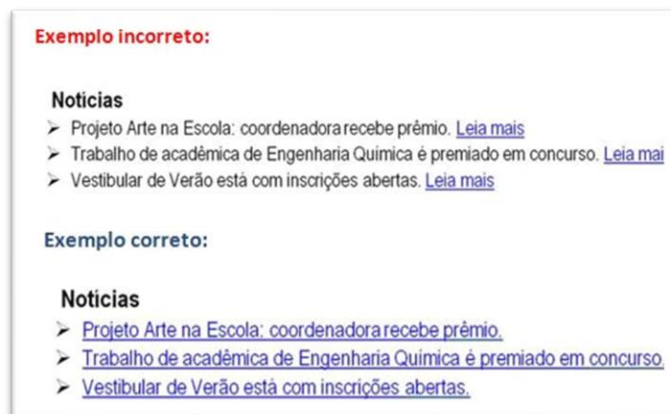 Exemplo incorreto:
Notícias
➤ Projeto Arte na Escola: coordenadora recebe prêmio. Leia mais
➤ Trabalho de acadêmica de Engenharia Química é premiado em concurso. Leia mai
➤ Vestibular de Verão está com inscrições abertas. Leia mais
Exemplo correto:
Notícias
➤ Projeto Arte na Escola: coordenadora recebe prêmio.
➤ Trabalho de acadêmica de Engenharia Química é premiado em concurso.
➤ Vestibular de Verão está com inscrições abertas.